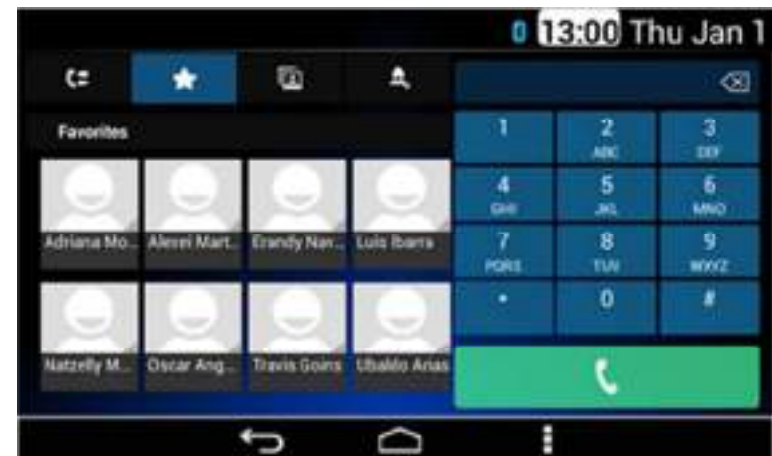 0 13:00 Thu Jan 1
Favorites
1
2
ABC
3
DEF
4
GHI
5
JKL
6
MNO
7
PQRS
8
TUV
9
WXYZ
*
0
#
Adriana Mo...
Alexei Mart...
Erandy Nav...
Luis Ibarra
Natzelly M...
Oscar Ang...
Travis Goins
Ubaldo Arias